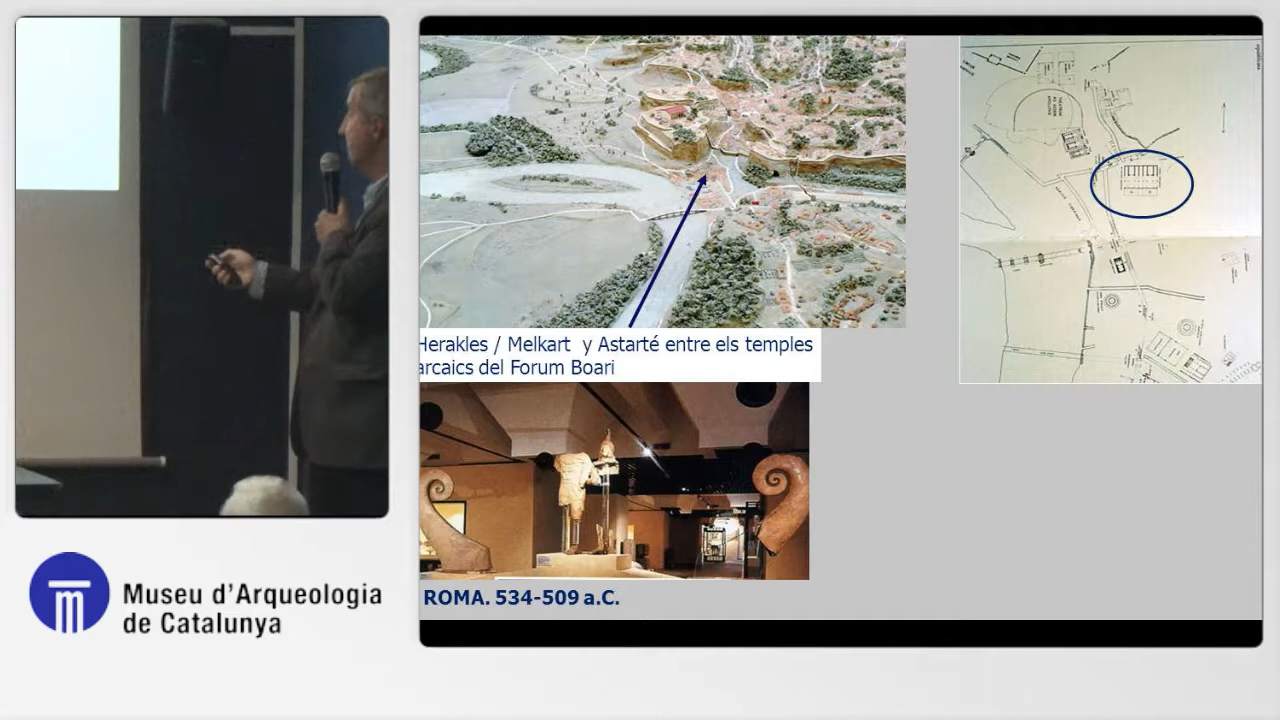 Herakles / Melkart y Astarté entre els temples
arcaics del Forum Boari
ROMA. 534-509 a.C.
Museu d'Arqueologia
de Catalunya